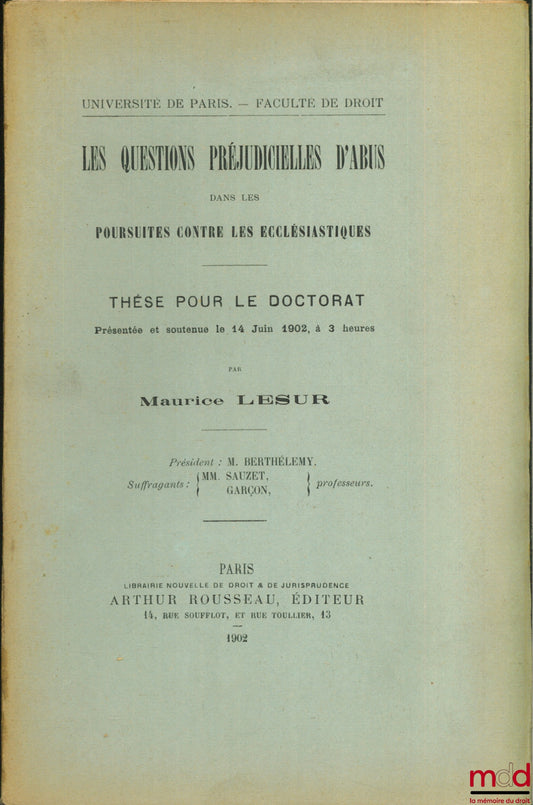 UNIVERSITÉ DE PARIS. — FACULTE DE DROIT
LES QUESTIONS PRÉJUDICIELLES D'ABUS
DANS LES
POURSUITES CONTRE LES ECCLÉSIASTIQUES
THÈSE POUR LE DOCTORAT
Présentée et soutenue le 14 Juin 1902, à 3 heures
PAR
Maurice LESUR
Président : M. BERTHÉLEMY.
Suffragants : { MM. SAUZET, GARÇON, } professeurs.
PARIS
LIBRAIRIE NOUVELLE DE DROIT & DE JURISPRUDENCE
ARTHUR ROUSSEAU, ÉDITEUR
14, RUE SOUFFLOT, ET RUE TOULLIER, 13
1902
mdd
la mémoire du droit